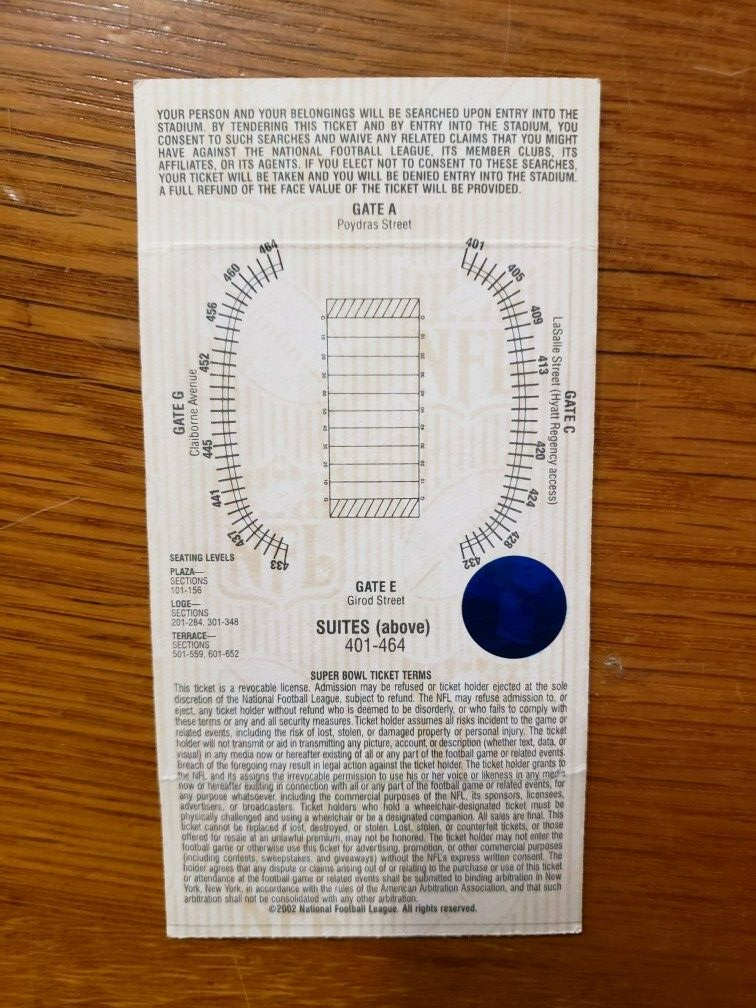 YOUR PERSON AND YOUR BELONGINGS WILL BE SEARCHED UPON ENTRY INTO THE
STADIUM. BY TENDERING THIS TICKET AND BY ENTRY INTO THE STADIUM, YOU
CONSENT TO SUCH SEARCHES AND WAIVE ANY RELATED CLAIMS THAT YOU MIGHT
HAVE AGAINST THE NATIONAL FOOTBALL LEAGUE, ITS MEMBER CLUBS, ITS
AFFILIATES, OR ITS AGENTS. IF YOU ELECT NOT TO CONSENT TO THESE SEARCHES,
YOUR TICKET WILL BE TAKEN AND YOU WILL BE DENIED ENTRY INTO THE STADIUM.
A FULL REFUND OF THE FACE VALUE OF THE TICKET WILL BE PROVIDED.
GATE A
Poydras Street
464
460
456
452
445
441
437
433
GATE G
Claiborne Avenue
401
405
409
413
420
424
428
432
GATE C
LaSalle Street (Hyatt Regency access)
GATE E
Girod Street
SUITES (above)
401-464
SEATING LEVELS
PLAZA—
SECTIONS
101-156
LOGE—
SECTIONS
201-284, 301-348
TERRACE—
SECTIONS
501-559, 601-652
SUPER BOWL TICKET TERMS
This ticket is a revocable license. Admission may be refused or ticket holder ejected at the sole
discretion of the National Football League, subject to refund. The NFL may refuse admission to, or
eject, any ticket holder without refund who is deemed to be disorderly, or who fails to comply with
these terms or any and all security measures. Ticket holder assumes all risks incident to the game or
related events, including the risk of lost, stolen, or damaged property or personal injury. The ticket
holder will not transmit or aid in transmitting any picture, account, or description (whether text, data, or
visual) in any media now or hereafter existing of all or any part of the football game or related events.
Breach of the foregoing may result in legal action against the ticket holder. The ticket holder grants to
the NFL and its assigns the irrevocable permission to use his or her voice or likeness in any media
now or hereafter existing in connection with all or any part of the football game or related events, for
any purpose whatsoever, including the commercial purposes of the NFL, its sponsors, licensees,
advertisers, or broadcasters. Ticket holders who hold a wheelchair-designated ticket must be
physically challenged and using a wheelchair or be a designated companion. All sales are final. This
ticket cannot be replaced if lost, destroyed, or stolen. Lost, stolen, or counterfeit tickets, or those
offered for resale at an unlawful premium, may not be honored. The ticket holder may not enter the
football game or otherwise use this ticket for advertising, promotion, or other commercial purposes
(including contests, sweepstakes, and giveaways) without the NFL's express written consent. The
holder agrees that any dispute or claims arising out of or relating to the purchase or use of this ticket
or attendance at the football game or related events shall be submitted to binding arbitration in New
York, New York, in accordance with the rules of the American Arbitration Association, and that such
arbitration shall not be consolidated with any other arbitration.
©2002 National Football League. All rights reserved.